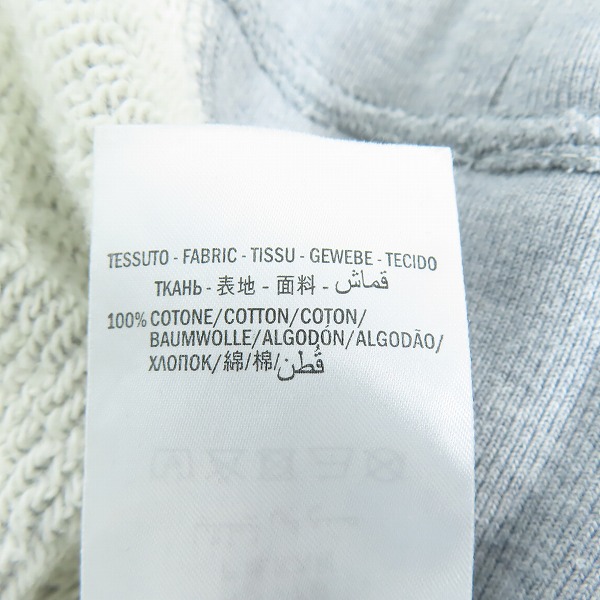 TESSUTO - FABRIC - TISSU - GEWEBE - TECIDO
ТКАНЬ - 表地 - 面料 - قماش
100% COTONE/COTTON/COTON/
BAUMWOLLE/ALGODÓN/ALGODÃO/
ХЛОПОК/綿/棉/قُطن